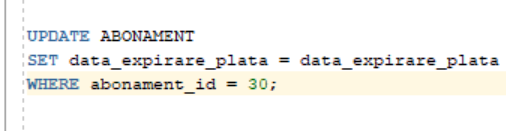 UPDATE ABONAMENT
SET data_expirare_plata = data_expirare_plata
WHERE abonament_id = 30;